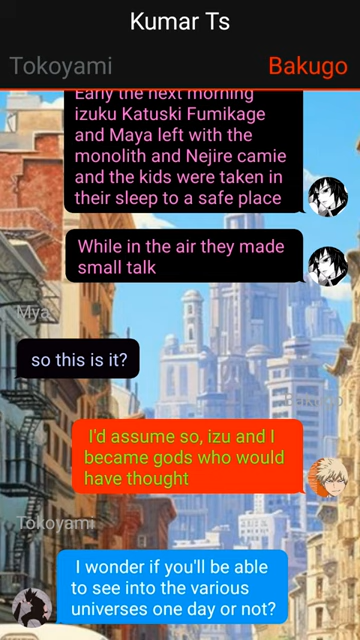 Kumar Ts
Tokoyami
Bakugo
Early the next morning
izuku Katuski Fumikage
and Maya left with the
monolith and Nejire camie
and the kids were taken in
their sleep to a safe place
While in the air they made
small talk
Mya
so this is it?
I'd assume so, izu and I
became gods who would
have thought
Tokoyami
I wonder if you'll be able
to see into the various
universes one day or not?